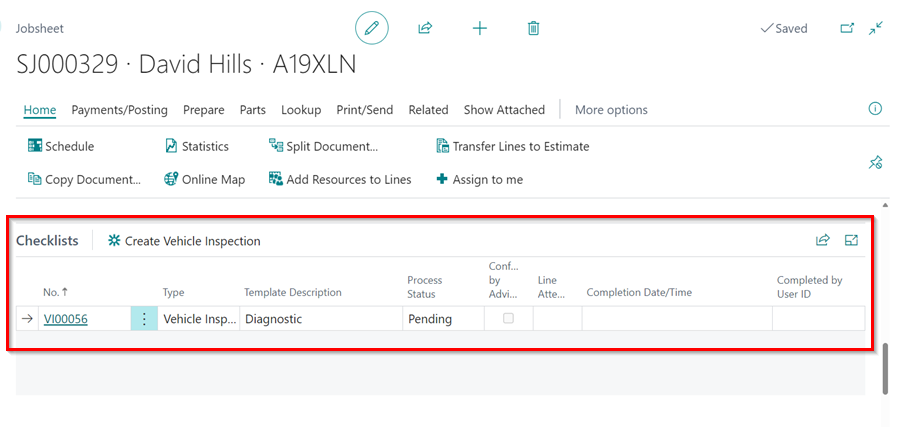 Jobsheet
Saved
SJ000329 · David Hills · A19XLN
Home Payments/Posting Prepare Parts Lookup Print/Send Related Show Attached More options
Schedule Statistics Split Document... Transfer Lines to Estimate
Copy Document... Online Map Add Resources to Lines Assign to me
Checklists Create Vehicle Inspection
No. ↑ Type Template Description Process Status Conf... by Advi... Line Atte... Completion Date/Time Completed by User ID
VI00056 Vehicle Insp... Diagnostic Pending